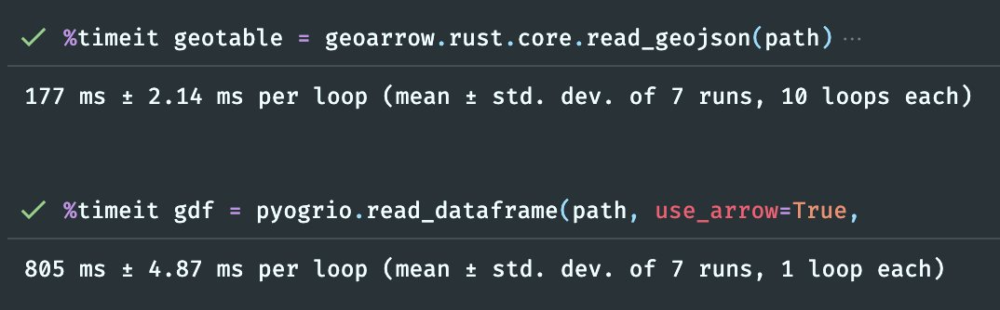 %timeit geotable = geoarrow.rust.core.read_geojson(path) ...
177 ms ± 2.14 ms per loop (mean ± std. dev. of 7 runs, 10 loops each)
%timeit gdf = pyogrio.read_dataframe(path, use_arrow=True,
805 ms ± 4.87 ms per loop (mean ± std. dev. of 7 runs, 1 loop each)